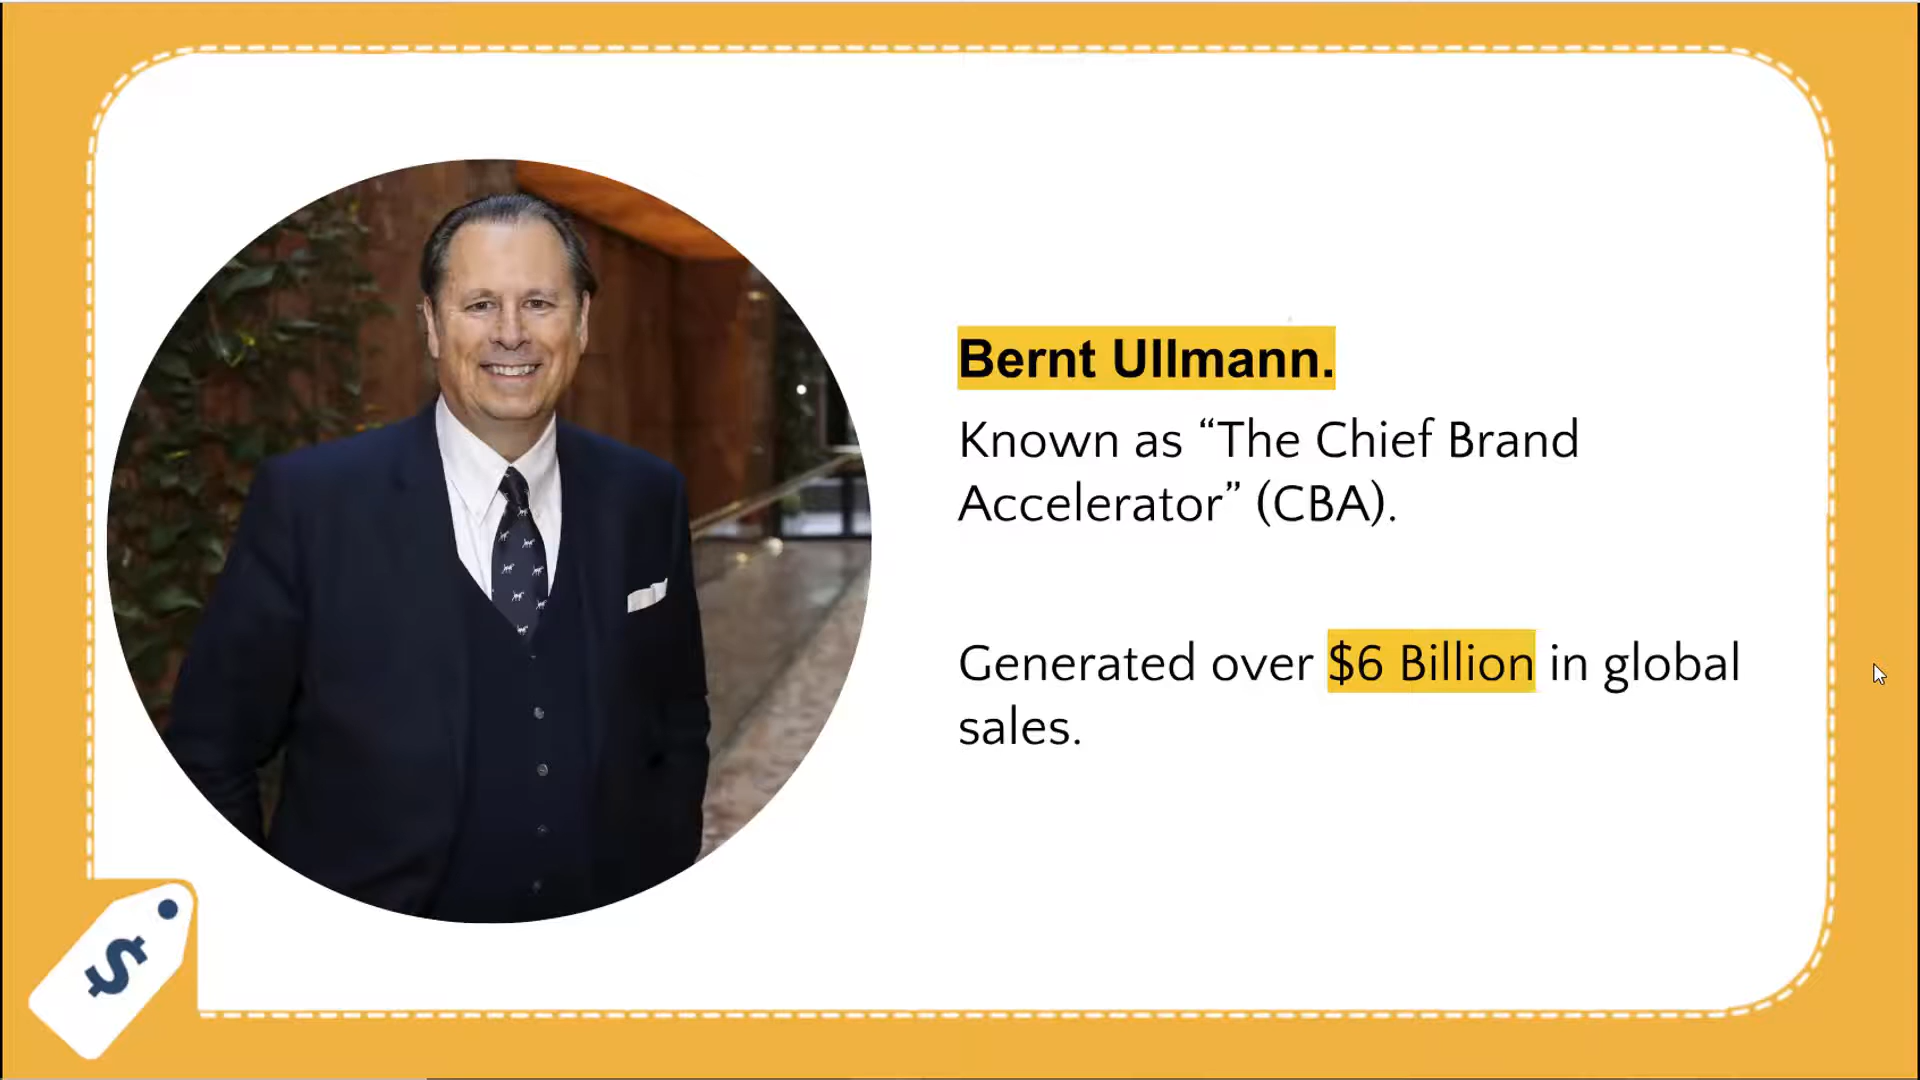 Bernt Ullmann.
Known as “The Chief Brand
Accelerator” (CBA).
Generated over $6 Billion in global
sales.
$